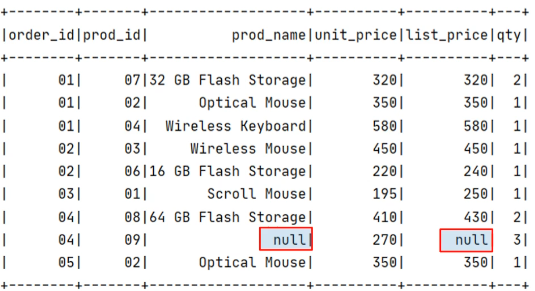 +--------+-------+--------------------+----------+----------+---+
|order_id|prod_id|           prod_name|unit_price|list_price|qty|
+--------+-------+--------------------+----------+----------+---+
|      01|     07|32 GB Flash Storage|       320|       320|  2|
|      01|     02|       Optical Mouse|       350|       350|  1|
|      01|     04|   Wireless Keyboard|       580|       580|  1|
|      02|     03|      Wireless Mouse|       450|       450|  1|
|      02|     06|16 GB Flash Storage|       220|       240|  1|
|      03|     01|        Scroll Mouse|       195|       250|  1|
|      04|     08|64 GB Flash Storage|       410|       430|  2|
|      04|     09|                null|       270|      null|  3|
|      05|     02|       Optical Mouse|       350|       350|  1|
+--------+-------+--------------------+----------+----------+---+